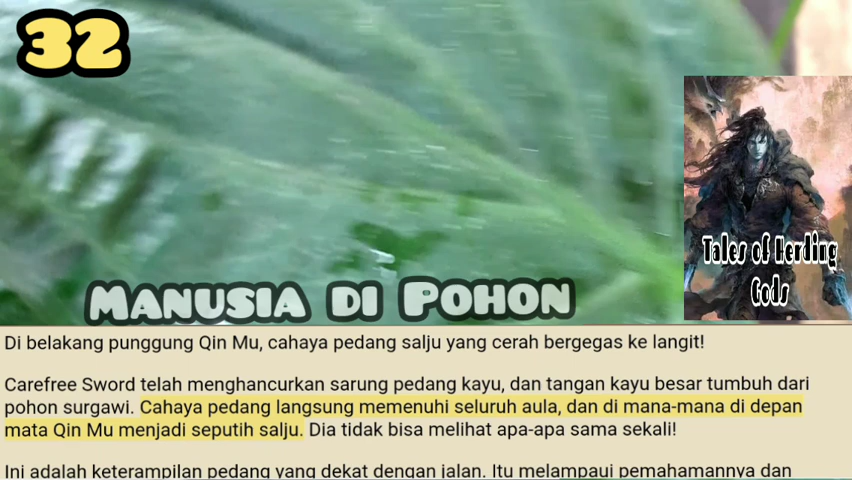 32
Tales of Herding
Gods
MANUSIA DI POHON
Di belakang punggung Qin Mu, cahaya pedang salju yang cerah bergegas ke langit!
Carefree Sword telah menghancurkan sarung pedang kayu, dan tangan kayu besar tumbuh dari
pohon surgawi. Cahaya pedang langsung memenuhi seluruh aula, dan di mana-mana di depan
mata Qin Mu menjadi seputih salju. Dia tidak bisa melihat apa-apa sama sekali!
Ini adalah keterampilan pedang yang dekat dengan jalan. Itu melampaui pemahamannya dan